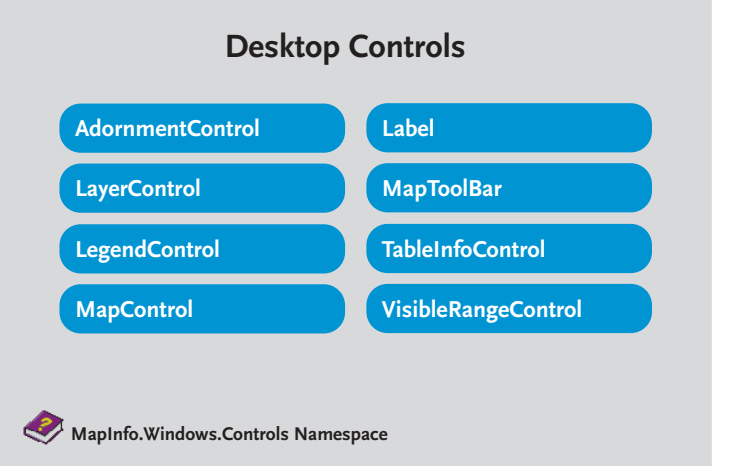 Desktop Controls
AdornmentControl
Label
LayerControl
MapToolBar
LegendControl
TableInfoControl
MapControl
VisibleRangeControl
?
MapInfo.Windows.Controls Namespace